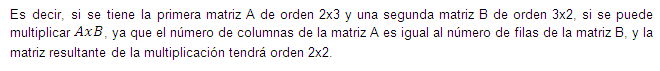 Es decir, si se tiene la primera matriz A de orden 2x3 y una segunda matriz B de orden 3x2, si se puede
multiplicar AxB, ya que el número de columnas de la matriz A es igual al número de filas de la matriz B, y la
matriz resultante de la multiplicación tendrá orden 2x2.